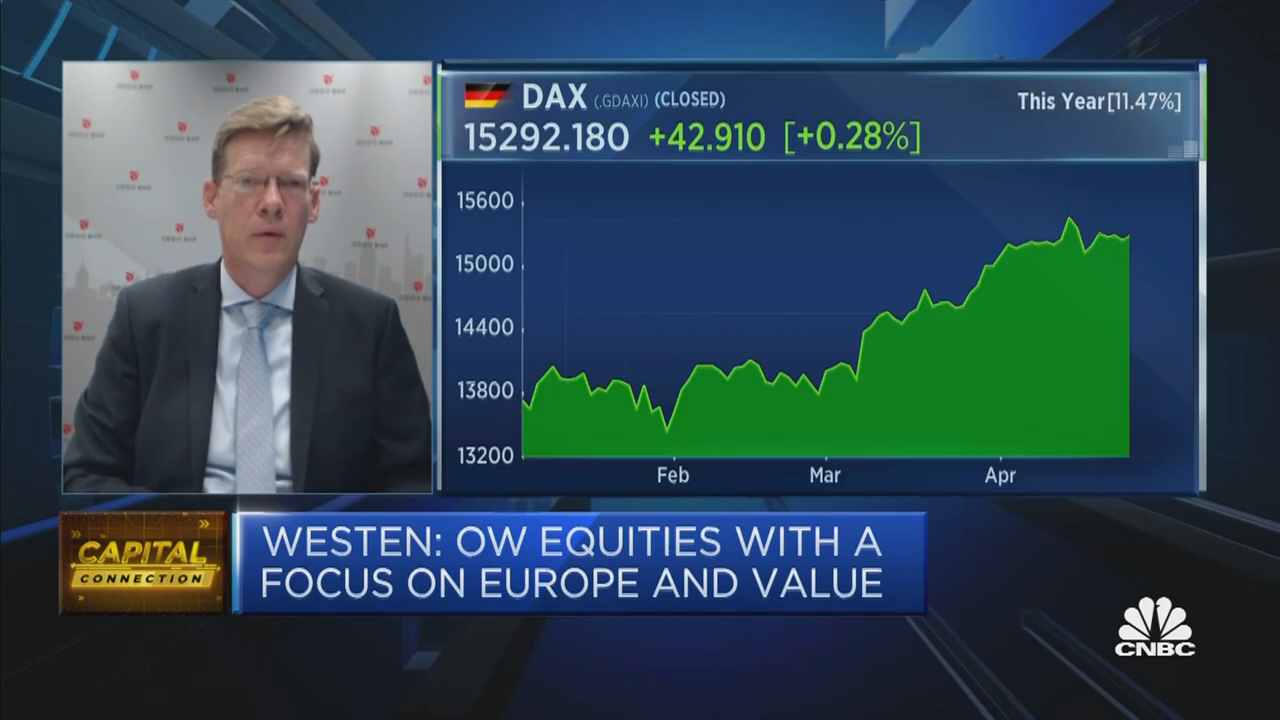 DAX (.GDAXI) (CLOSED)
This Year[11.47%]
15292.180 +42.910 [+0.28%]
15600
15000
14400
13800
13200
Feb Mar Apr
CAPITAL
CONNECTION
WESTEN: OW EQUITIES WITH A
FOCUS ON EUROPE AND VALUE
CNBC